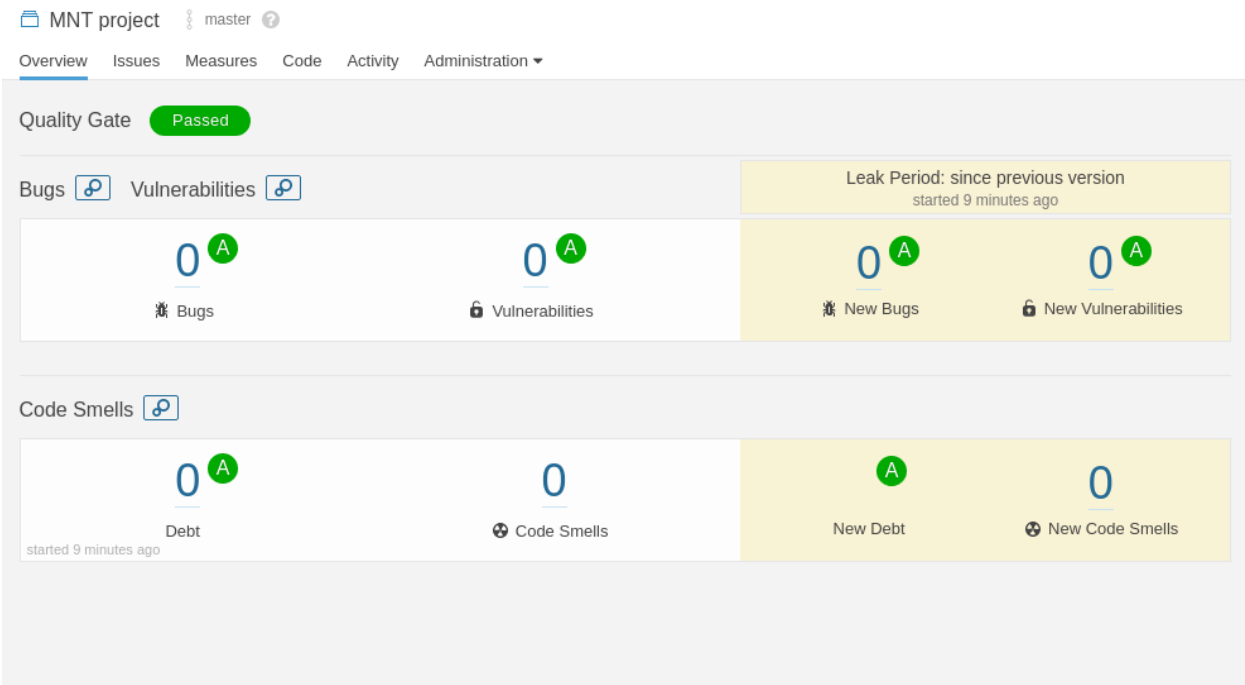 MNT project master ?
Overview Issues Measures Code Activity Administration
Quality Gate Passed
Bugs Vulnerabilities
Leak Period: since previous version
started 9 minutes ago
0 A 0 A 0 A 0 A
Bugs Vulnerabilities New Bugs New Vulnerabilities
Code Smells
0 A 0 A 0
Debt Code Smells New Debt New Code Smells
started 9 minutes ago